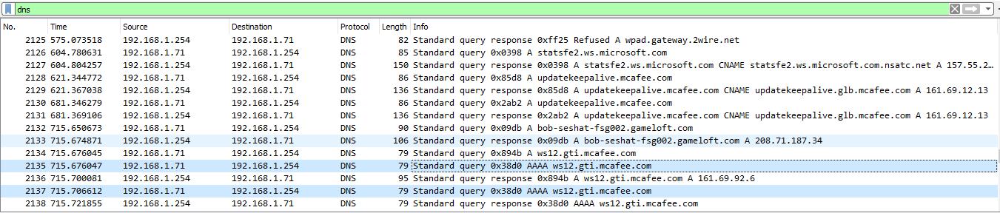 dns
No. Time Source Destination Protocol Length Info
2125 575.073518 192.168.1.254 192.168.1.71 DNS 82 Standard query response 0xff25 Refused A wpad.gateway.2wire.net
2126 604.780631 192.168.1.71 192.168.1.254 DNS 85 Standard query 0x0398 A statsfe2.ws.microsoft.com
2127 604.804257 192.168.1.254 192.168.1.71 DNS 150 Standard query response 0x0398 A statsfe2.ws.microsoft.com CNAME statsfe2.ws.microsoft.com.nsatc.net A 157.55.2…
2128 621.344772 192.168.1.71 192.168.1.254 DNS 86 Standard query 0x85d8 A updatekeepalive.mcafee.com
2129 621.367038 192.168.1.254 192.168.1.71 DNS 136 Standard query response 0x85d8 A updatekeepalive.mcafee.com CNAME updatekeepalive.glb.mcafee.com A 161.69.12.13
2130 681.346279 192.168.1.71 192.168.1.254 DNS 86 Standard query 0x2ab2 A updatekeepalive.mcafee.com
2131 681.369106 192.168.1.254 192.168.1.71 DNS 136 Standard query response 0x2ab2 A updatekeepalive.mcafee.com CNAME updatekeepalive.glb.mcafee.com A 161.69.12.13
2132 715.650673 192.168.1.71 192.168.1.254 DNS 90 Standard query 0x09db A bob-seshat-fsg002.gameloft.com
2133 715.674871 192.168.1.254 192.168.1.71 DNS 106 Standard query response 0x09db A bob-seshat-fsg002.gameloft.com A 208.71.187.34
2134 715.676045 192.168.1.71 192.168.1.254 DNS 79 Standard query 0x894b A ws12.gti.mcafee.com
2135 715.676047 192.168.1.71 192.168.1.254 DNS 79 Standard query 0x38d0 AAAA ws12.gti.mcafee.com
2136 715.700081 192.168.1.254 192.168.1.71 DNS 95 Standard query response 0x894b A ws12.gti.mcafee.com A 161.69.92.6
2137 715.706612 192.168.1.71 192.168.1.254 DNS 79 Standard query 0x38d0 AAAA ws12.gti.mcafee.com
2138 715.721855 192.168.1.254 192.168.1.71 DNS 79 Standard query response 0x38d0 AAAA ws12.gti.mcafee.com